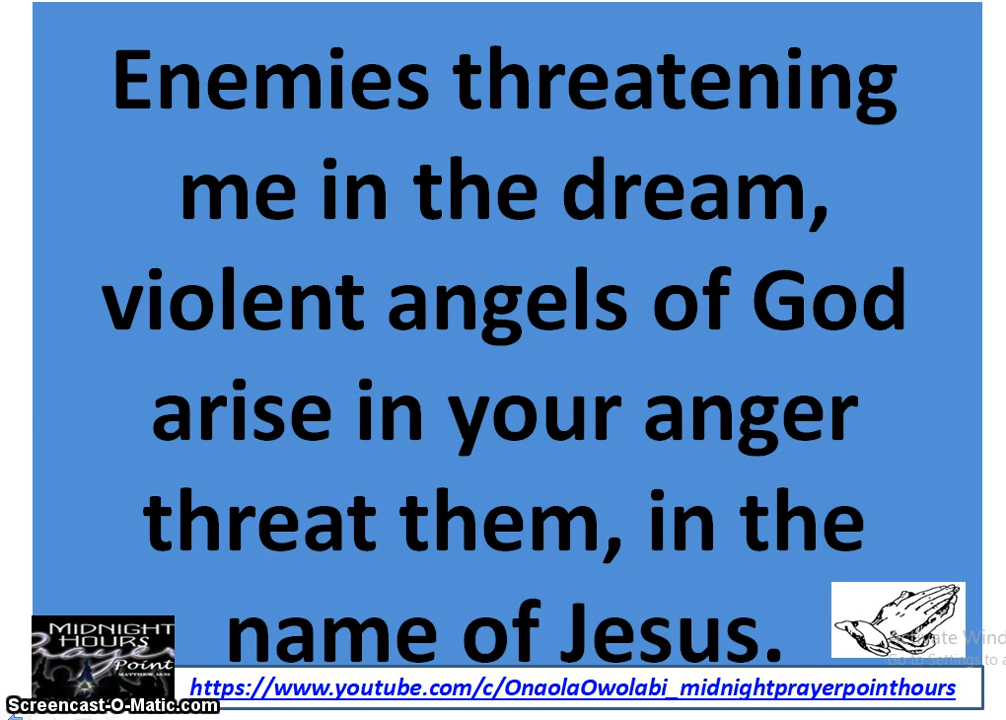 Enemies threatening
me in the dream,
violent angels of God
arise in your anger
threat them, in the
name of Jesus.
MIDNIGHT
HOURS
Prayer
Point
https://www.youtube.com/c/OnaolaOwolabi_midnightprayerpointhours
Screencast-O-Matic.com